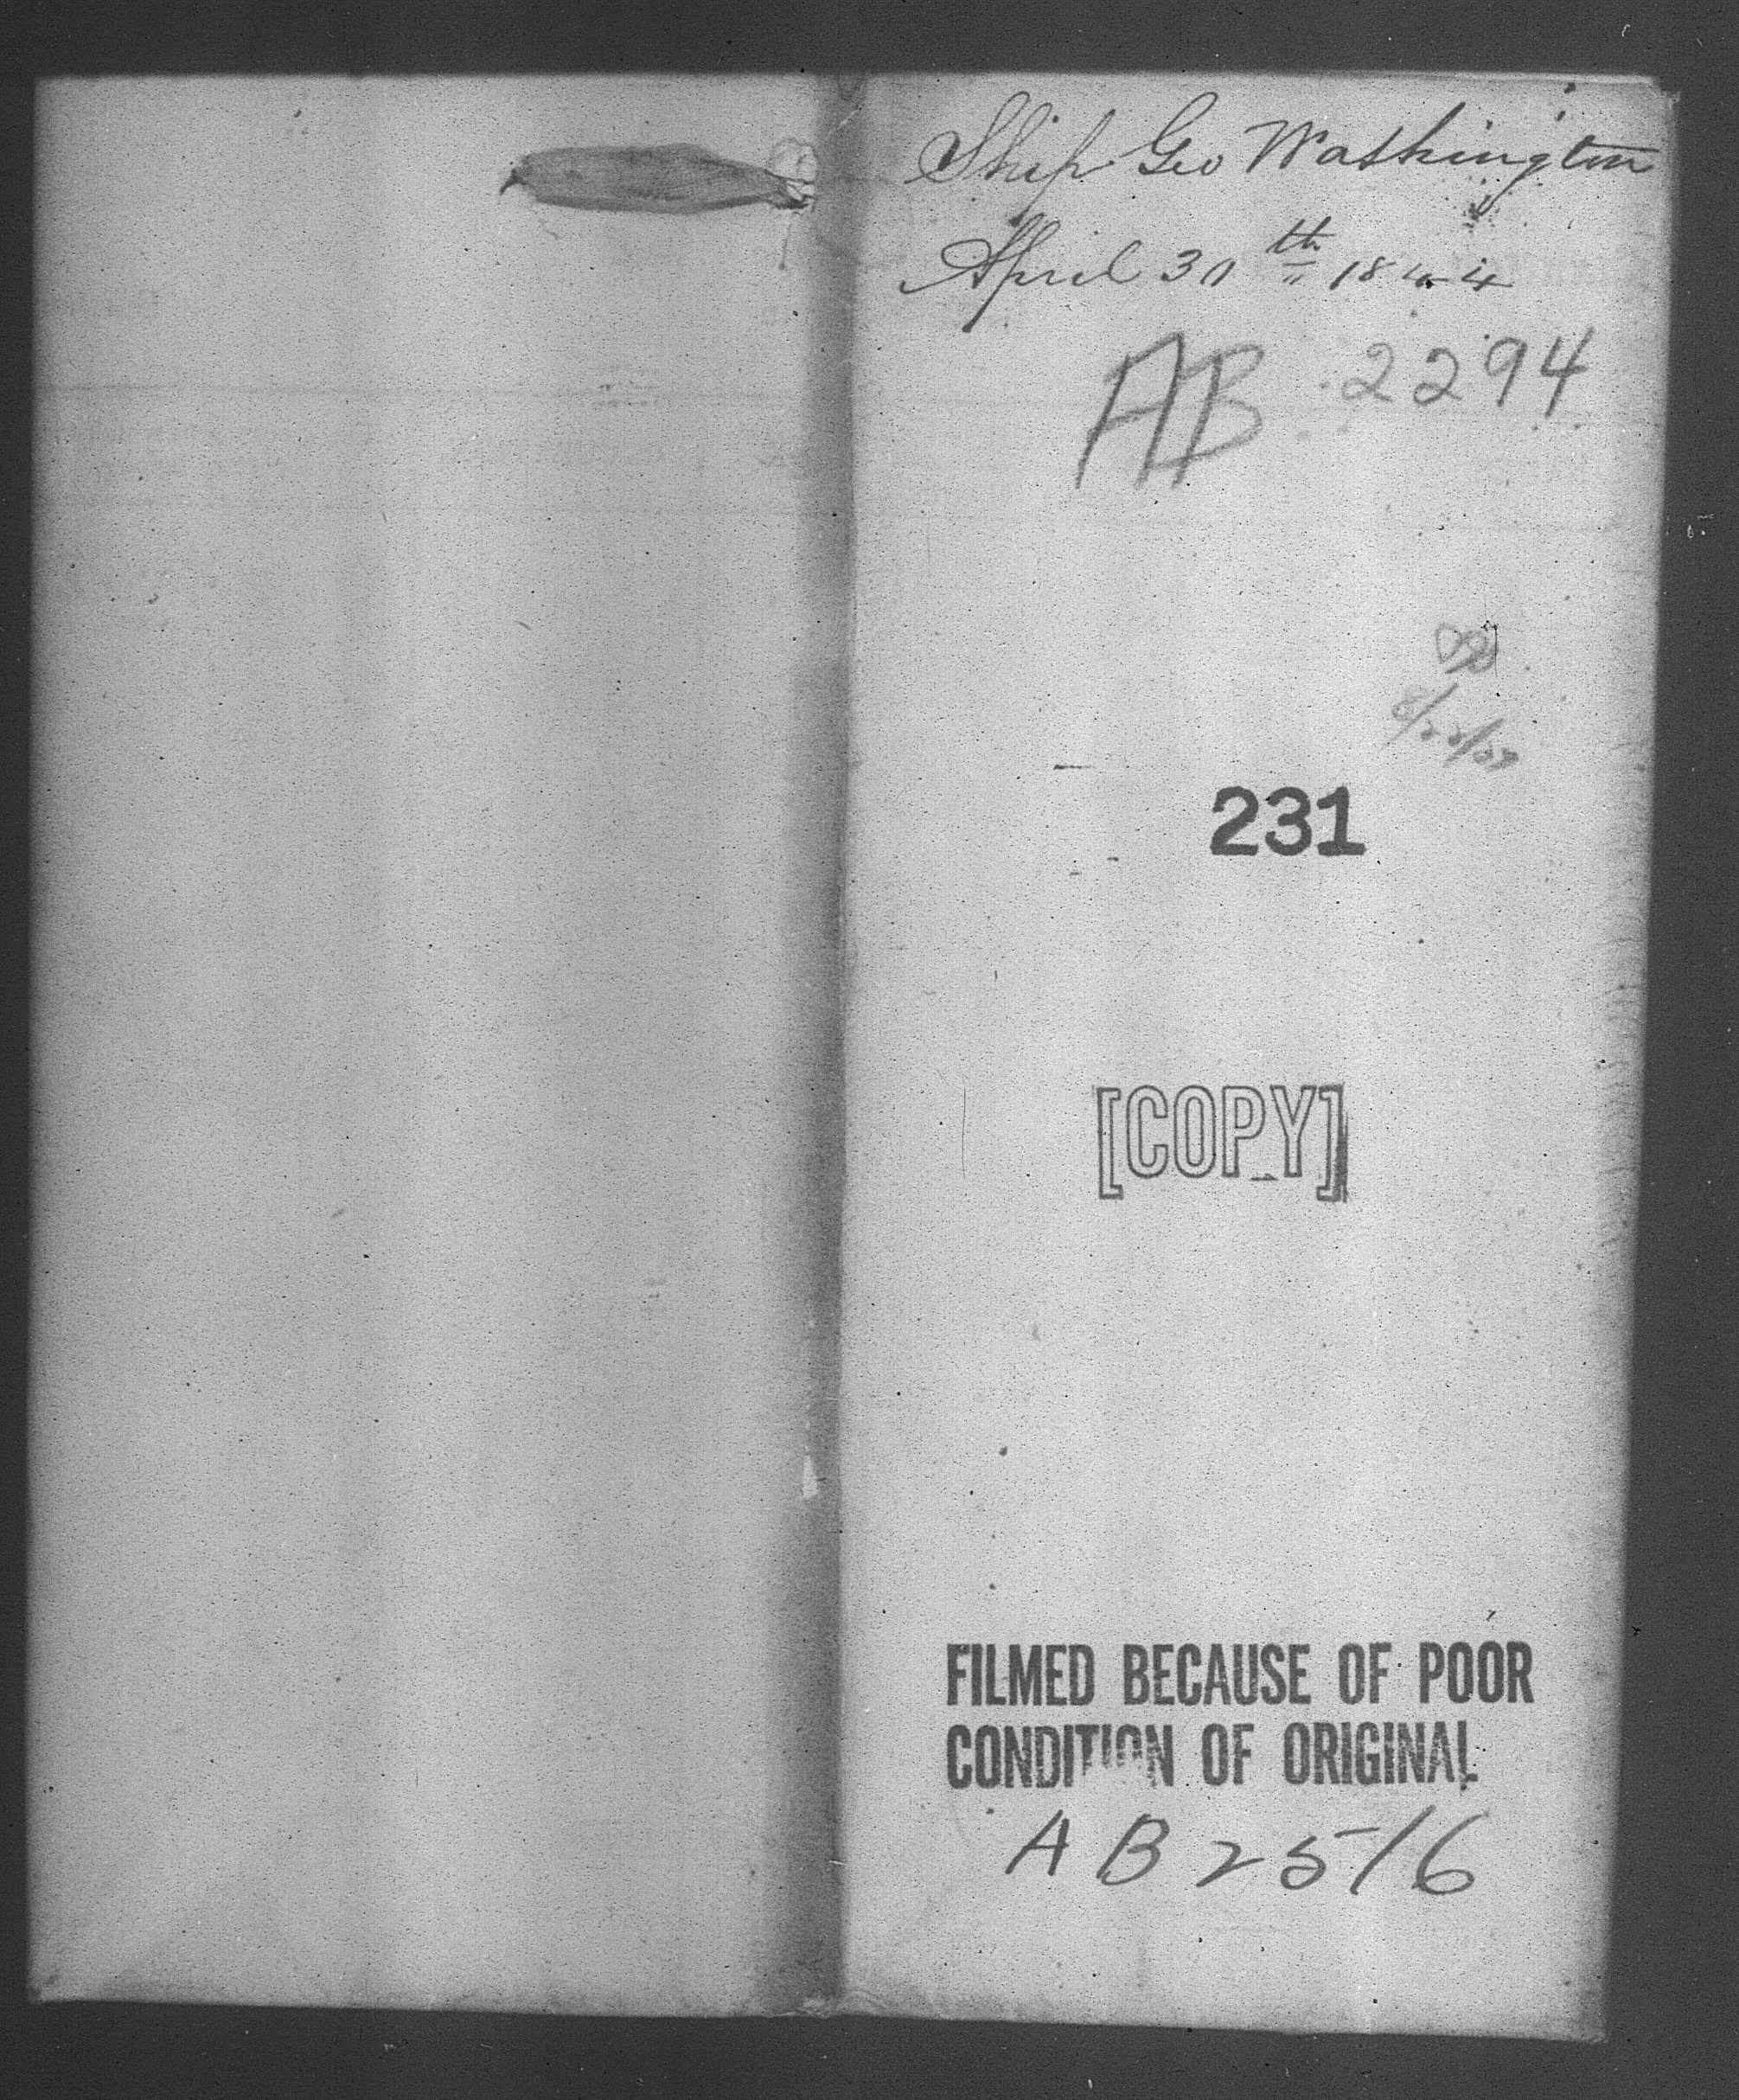 Ship Geo Washington
April 30th 1844
AB 2294
231
[COPY]
FILMED BECAUSE OF POOR
CONDITION OF ORIGINAL
AB 2516